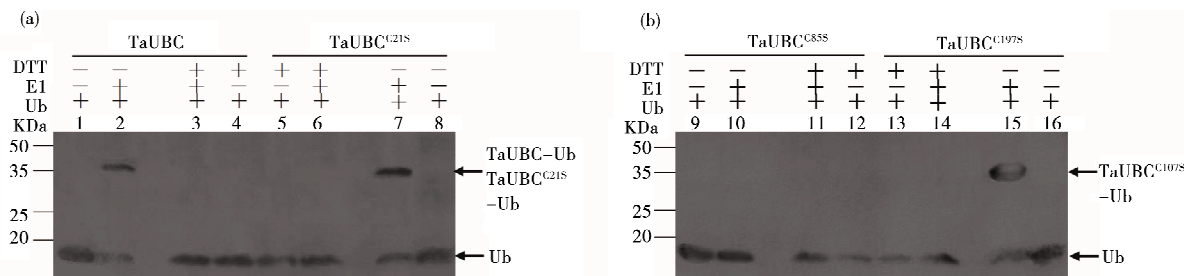 (a)
TaUBC TaUBC^C21S
DTT − − + + + + − −
E1 − + + − − + + −
Ub + + + + + + + +
KDa 1 2 3 4 5 6 7 8
50
35
25
20
TaUBC−Ub
TaUBC^C21S
−Ub
Ub
(b)
TaUBC^C85S TaUBC^C197S
DTT − − + + + + − −
E1 − + + − − + + −
Ub + + + + + + + +
KDa 9 10 11 12 13 14 15 16
50
35
25
20
TaUBC^C107S
−Ub
Ub